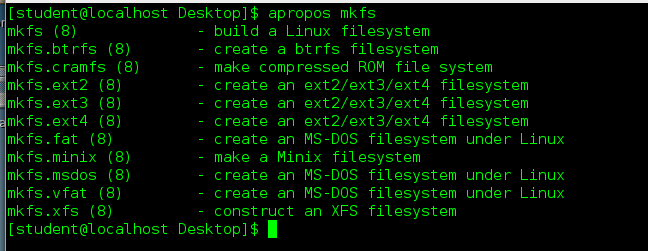 [student@localhost Desktop]$ apropos mkfs
mkfs (8)             - build a Linux filesystem
mkfs.btrfs (8)       - create a btrfs filesystem
mkfs.cramfs (8)      - make compressed ROM file system
mkfs.ext2 (8)        - create an ext2/ext3/ext4 filesystem
mkfs.ext3 (8)        - create an ext2/ext3/ext4 filesystem
mkfs.ext4 (8)        - create an ext2/ext3/ext4 filesystem
mkfs.fat (8)         - create an MS-DOS filesystem under Linux
mkfs.minix (8)       - make a Minix filesystem
mkfs.msdos (8)       - create an MS-DOS filesystem under Linux
mkfs.vfat (8)        - create an MS-DOS filesystem under Linux
mkfs.xfs (8)         - construct an XFS filesystem
[student@localhost Desktop]$